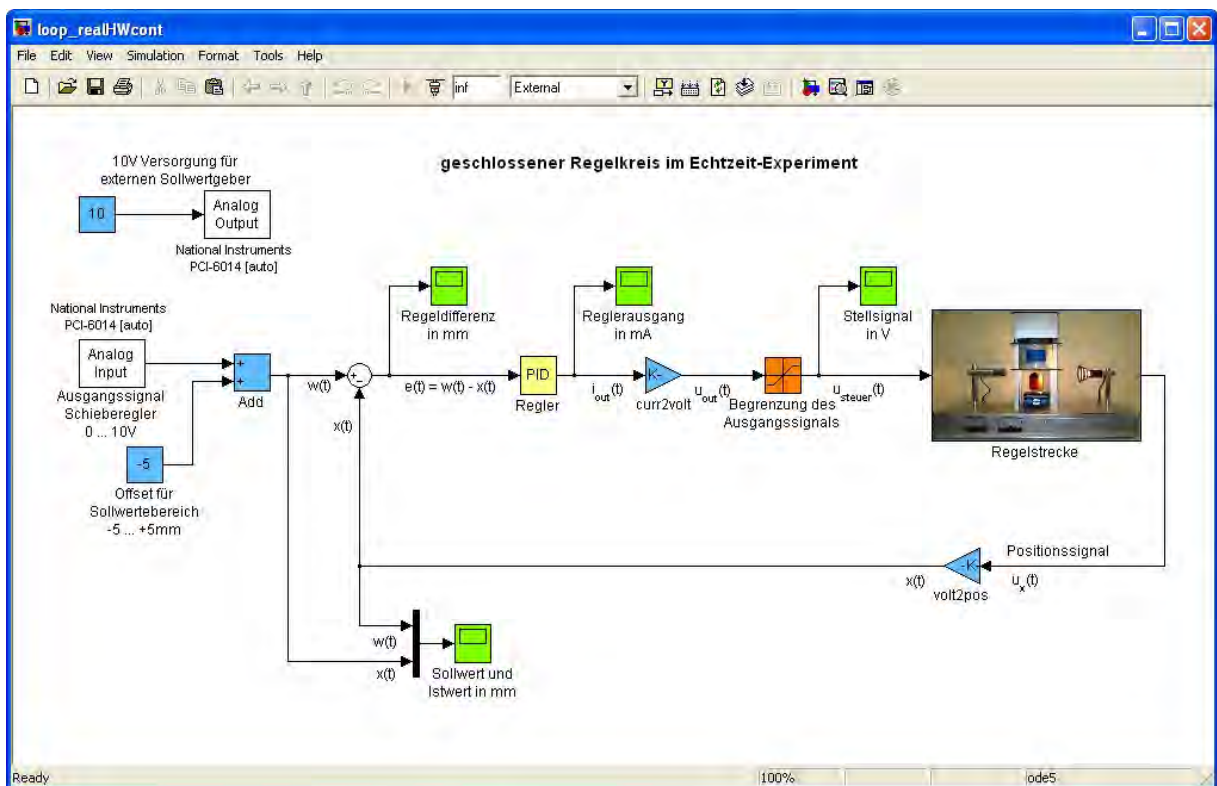 loop_realHWcont
File Edit View Simulation Format Tools Help
inf
External
geschlossener Regelkreis im Echtzeit-Experiment
10V Versorgung für
externen Sollwertgeber
10
Analog
Output
National Instruments
PCI-6014 [auto]
National Instruments
PCI-6014 [auto]
Analog
Input
Ausgangssignal
Schieberegler
0 ... 10V
-5
Offset für
Sollwertebereich
-5 ... +5mm
Add
w(t)
x(t)
Regeldifferenz
in mm
e(t) = w(t) - x(t)
PID
Regler
Reglerausgang
in mA
i_out(t)
K-
curr2volt
u_out(t)
Begrenzung des
Ausgangssignals
Stellsignal
in V
u_steuer(t)
Regelstrecke
Positionssignal
u_x(t)
-K-
volt2pos
x(t)
w(t)
x(t)
Sollwert und
Istwert in mm
Ready
100%
ode5